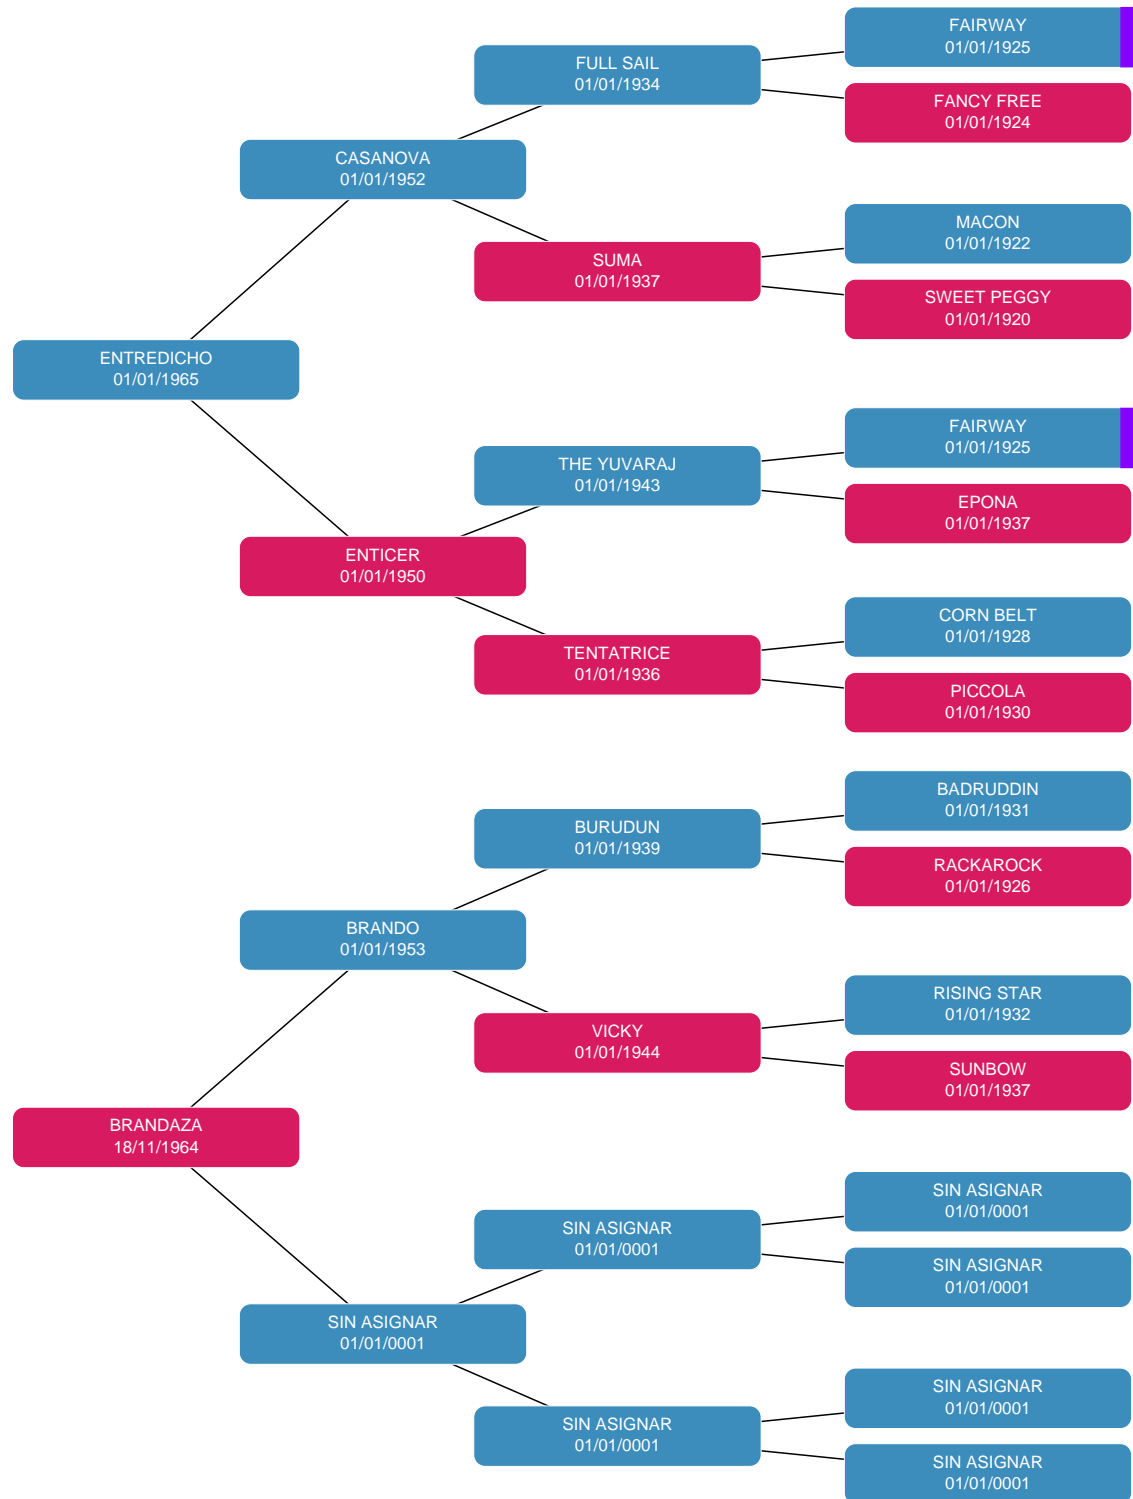 FAIRWAY
01/01/1925
FULL SAIL
01/01/1934
FANCY FREE
01/01/1924
CASANOVA
01/01/1952
MACON
01/01/1922
SUMA
01/01/1937
SWEET PEGGY
01/01/1920
ENTREDICHO
01/01/1965
FAIRWAY
01/01/1925
THE YUVARAJ
01/01/1943
EPONA
01/01/1937
ENTICER
01/01/1950
CORN BELT
01/01/1928
TENTATRICE
01/01/1936
PICCOLA
01/01/1930
BADRUDDIN
01/01/1931
BURUDUN
01/01/1939
RACKAROCK
01/01/1926
BRANDO
01/01/1953
RISING STAR
01/01/1932
VICKY
01/01/1944
SUNBOW
01/01/1937
BRANDAZA
18/11/1964
SIN ASIGNAR
01/01/0001
SIN ASIGNAR
01/01/0001
SIN ASIGNAR
01/01/0001
SIN ASIGNAR
01/01/0001
SIN ASIGNAR
01/01/0001
SIN ASIGNAR
01/01/0001
SIN ASIGNAR
01/01/0001